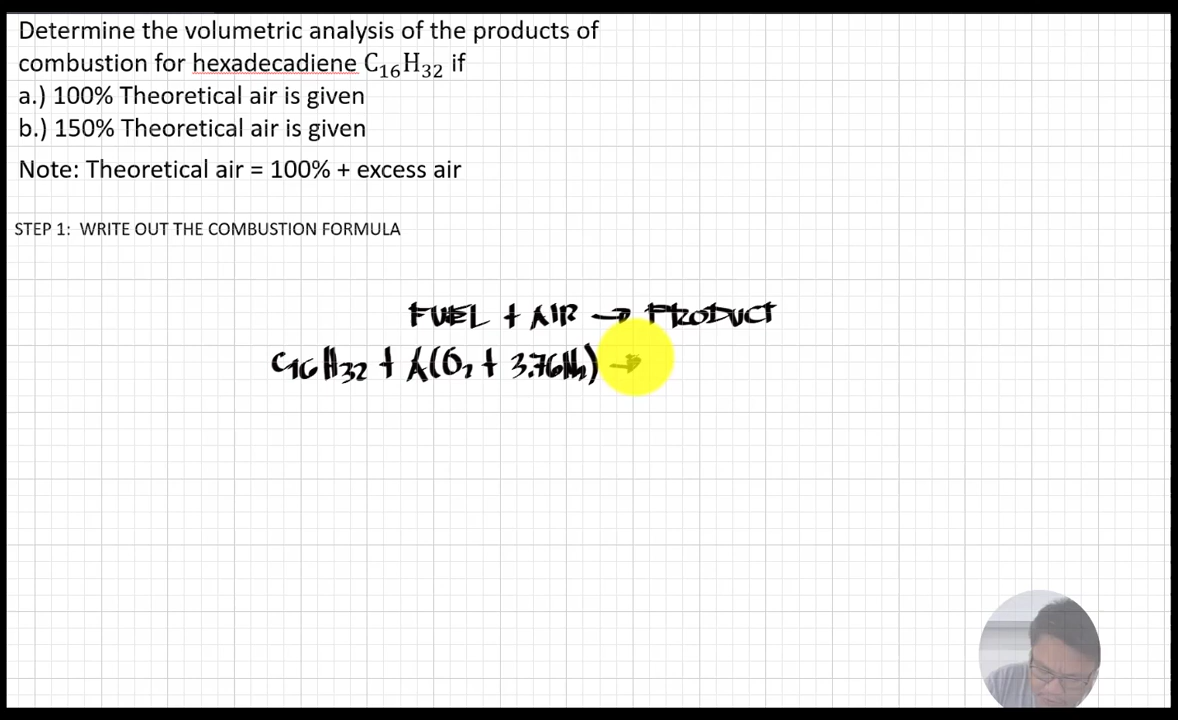 Determine the volumetric analysis of the products of
combustion for hexadecadiene C₁₆H₃₂ if
a.) 100% Theoretical air is given
b.) 150% Theoretical air is given
Note: Theoretical air = 100% + excess air
STEP 1: WRITE OUT THE COMBUSTION FORMULA
FUEL + AIR → PRODUCT
C₁₆H₃₂ + A(O₂ + 3.76N₂) →